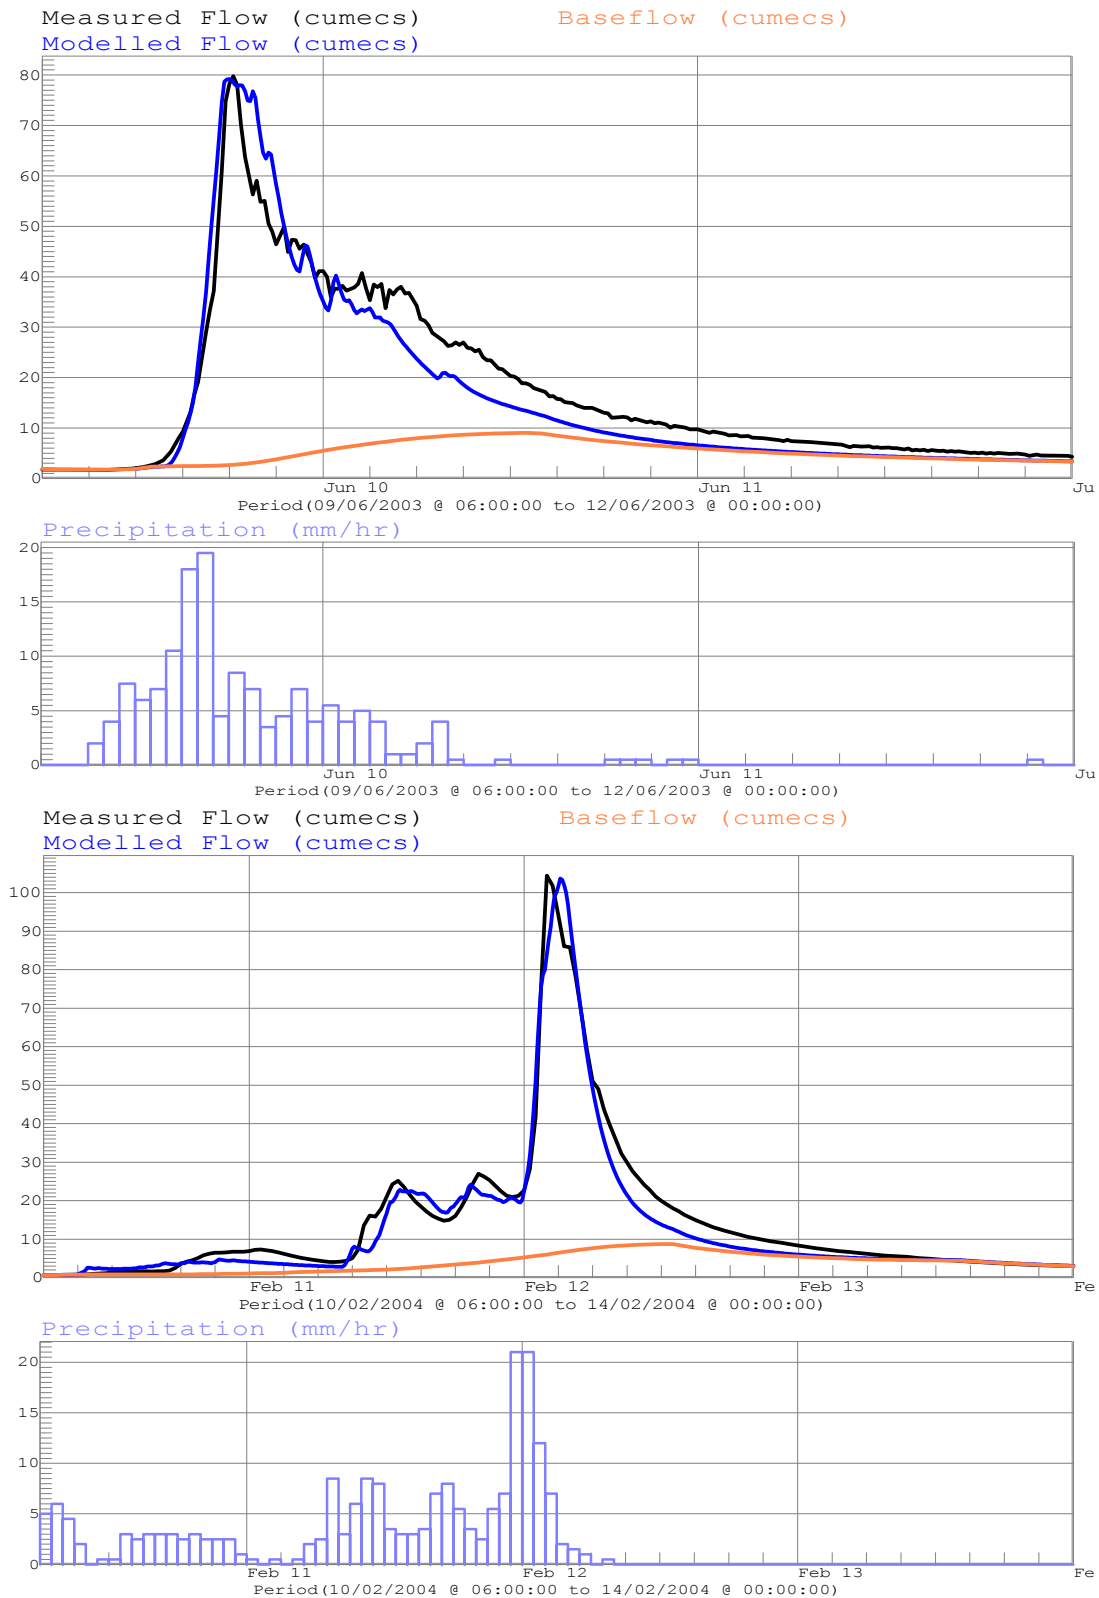 Measured Flow (cumecs) Baseflow (cumecs)
Modelled Flow (cumecs)
80
70
60
50
40
30
20
10
0
Jun 10 Jun 11 Ju
Period(09/06/2003 @ 06:00:00 to 12/06/2003 @ 00:00:00)
Precipitation (mm/hr)
20
15
10
5
0
Jun 10 Jun 11 Ju
Period(09/06/2003 @ 06:00:00 to 12/06/2003 @ 00:00:00)
Measured Flow (cumecs) Baseflow (cumecs)
Modelled Flow (cumecs)
100
90
80
70
60
50
40
30
20
10
0
Feb 11 Feb 12 Feb 13 Fe
Period(10/02/2004 @ 06:00:00 to 14/02/2004 @ 00:00:00)
Precipitation (mm/hr)
20
15
10
5
0
Feb 11 Feb 12 Feb 13 Fe
Period(10/02/2004 @ 06:00:00 to 14/02/2004 @ 00:00:00)